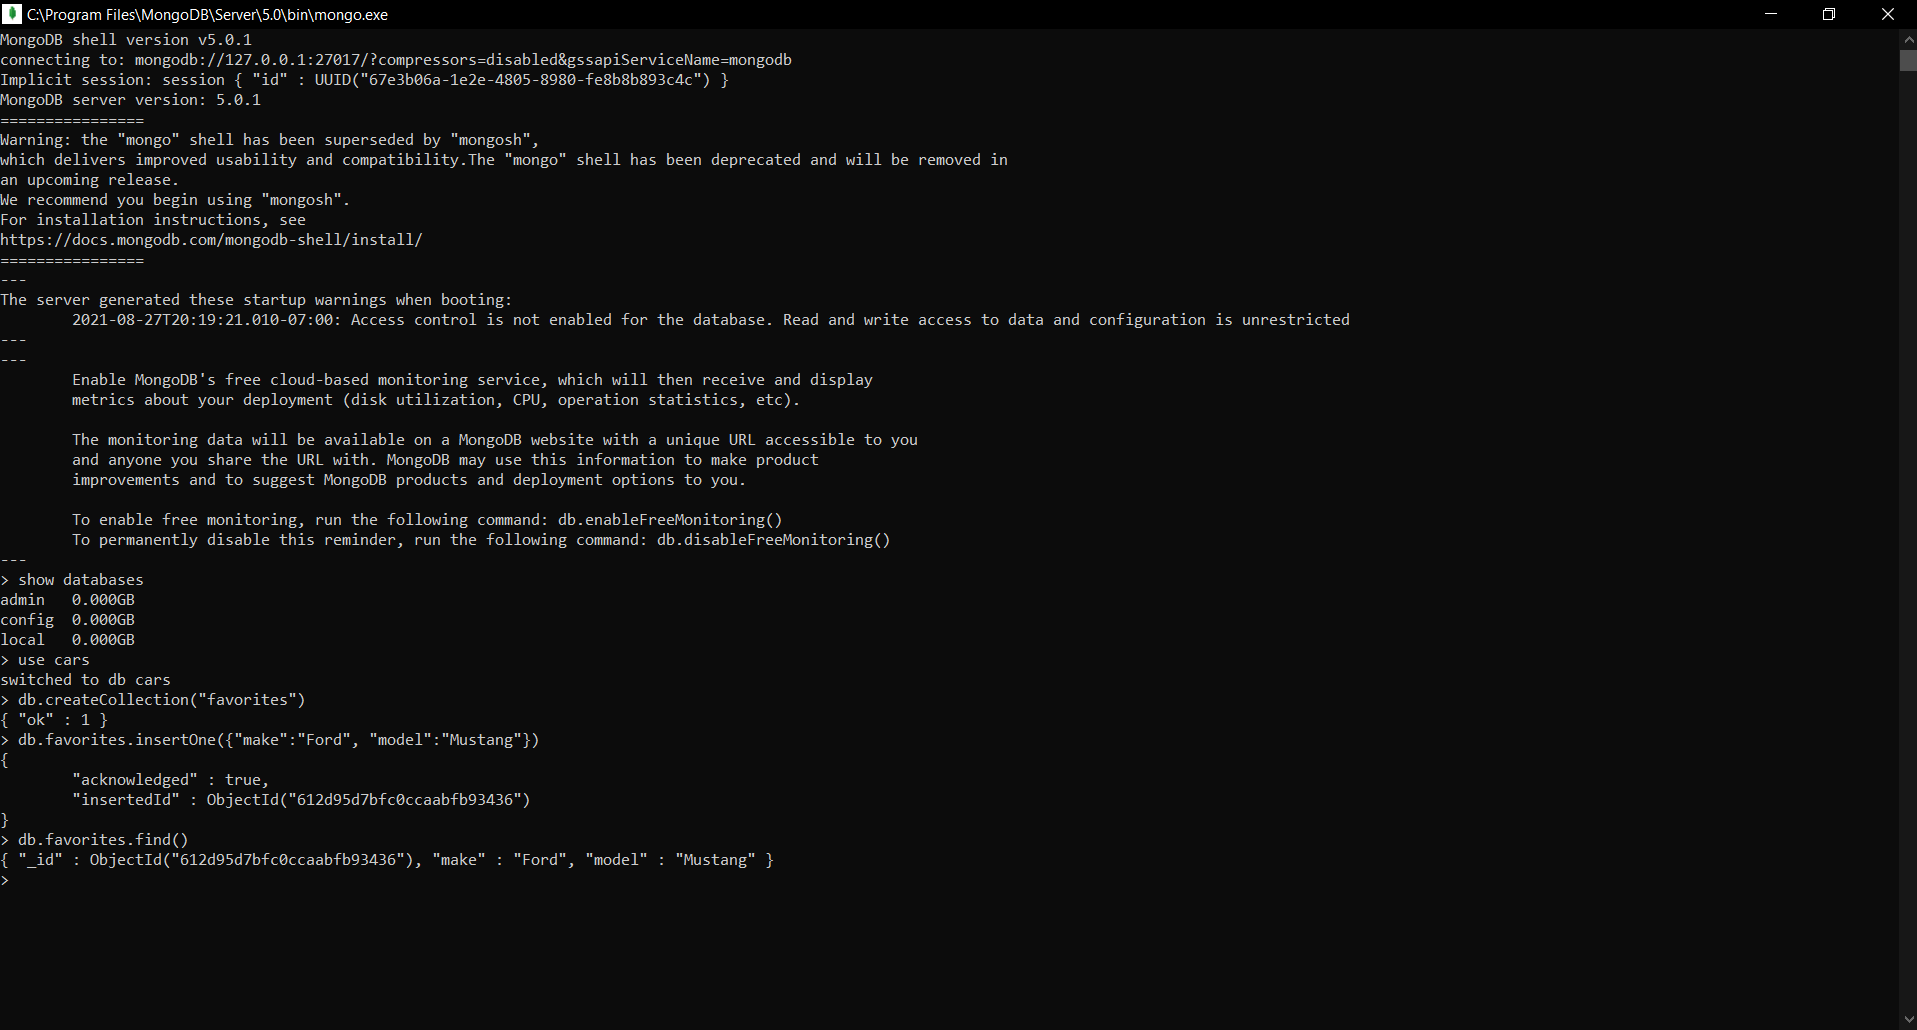 C:\Program Files\MongoDB\Server\5.0\bin\mongo.exe
MongoDB shell version v5.0.1
connecting to: mongodb://127.0.0.1:27017/?compressors=disabled&gssapiServiceName=mongodb
Implicit session: session { "id" : UUID("67e3b06a-1e2e-4805-8980-fe8b8b893c4c") }
MongoDB server version: 5.0.1
================
Warning: the "mongo" shell has been superseded by "mongosh",
which delivers improved usability and compatibility.The "mongo" shell has been deprecated and will be removed in
an upcoming release.
We recommend you begin using "mongosh".
For installation instructions, see
https://docs.mongodb.com/mongodb-shell/install/
================
---
The server generated these startup warnings when booting:
        2021-08-27T20:19:21.010-07:00: Access control is not enabled for the database. Read and write access to data and configuration is unrestricted
---
---
        Enable MongoDB's free cloud-based monitoring service, which will then receive and display
        metrics about your deployment (disk utilization, CPU, operation statistics, etc).

        The monitoring data will be available on a MongoDB website with a unique URL accessible to you
        and anyone you share the URL with. MongoDB may use this information to make product
        improvements and to suggest MongoDB products and deployment options to you.

        To enable free monitoring, run the following command: db.enableFreeMonitoring()
        To permanently disable this reminder, run the following command: db.disableFreeMonitoring()
---
> show databases
admin   0.000GB
config  0.000GB
local   0.000GB
> use cars
switched to db cars
> db.createCollection("favorites")
{ "ok" : 1 }
> db.favorites.insertOne({"make":"Ford", "model":"Mustang"})
{
        "acknowledged" : true,
        "insertedId" : ObjectId("612d95d7bfc0ccaabfb93436")
}
> db.favorites.find()
{ "_id" : ObjectId("612d95d7bfc0ccaabfb93436"), "make" : "Ford", "model" : "Mustang" }
>